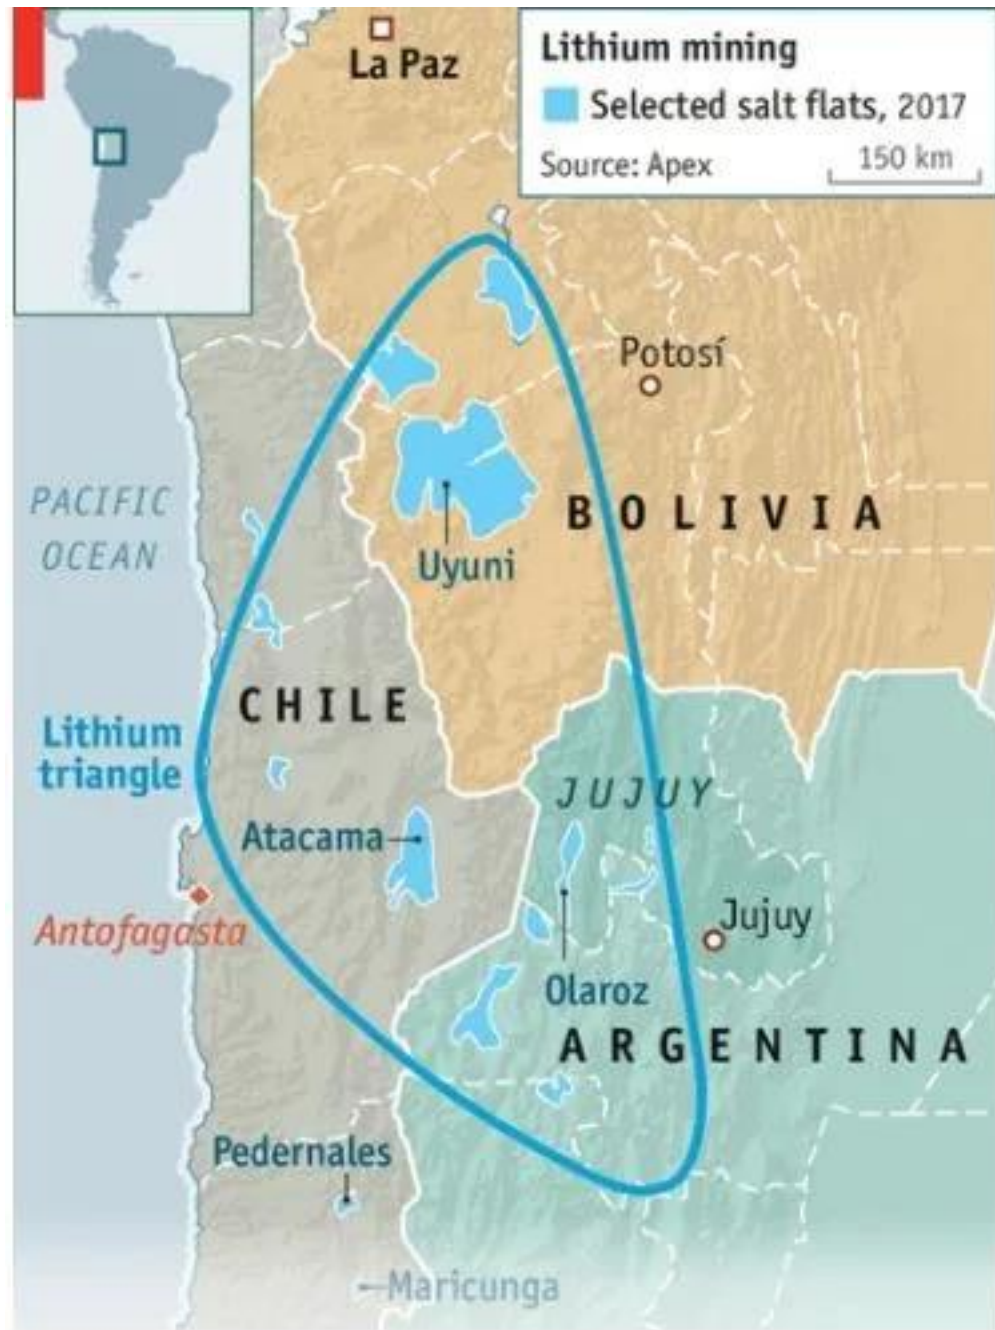 La Paz
Lithium mining
Selected salt flats, 2017
Source: Apex
150 km
Potosí
PACIFIC
OCEAN
BOLIVIA
Uyuni
CHILE
Lithium
triangle
JUJUY
Atacama
Antofagasta
Jujuy
Olaroz
ARGENTINA
Pedernales
Maricunga